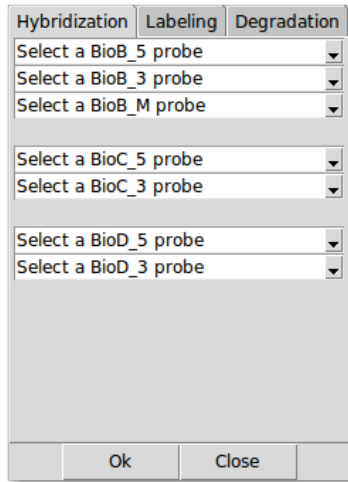 Hybridization Labeling Degradation
Select a BioB_5 probe
Select a BioB_3 probe
Select a BioB_M probe
Select a BioC_5 probe
Select a BioC_3 probe
Select a BioD_5 probe
Select a BioD_3 probe
Ok Close